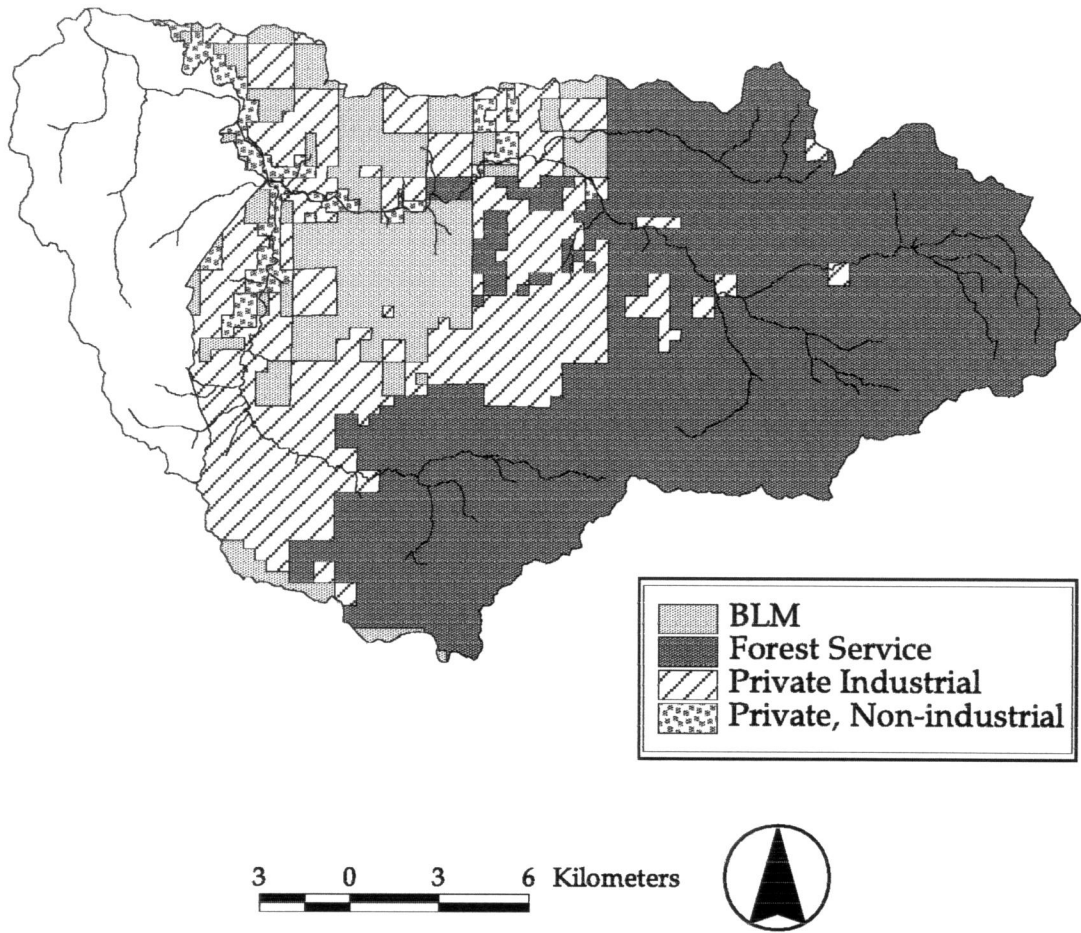 BLM
Forest Service
Private Industrial
Private, Non-industrial
3 0 3 6 Kilometers